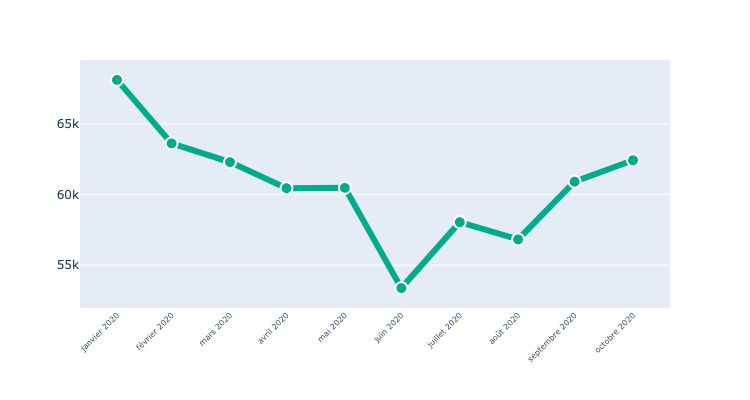 65k
60k
55k
janvier 2020
février 2020
mars 2020
avril 2020
mai 2020
juin 2020
juillet 2020
août 2020
septembre 2020
octobre 2020